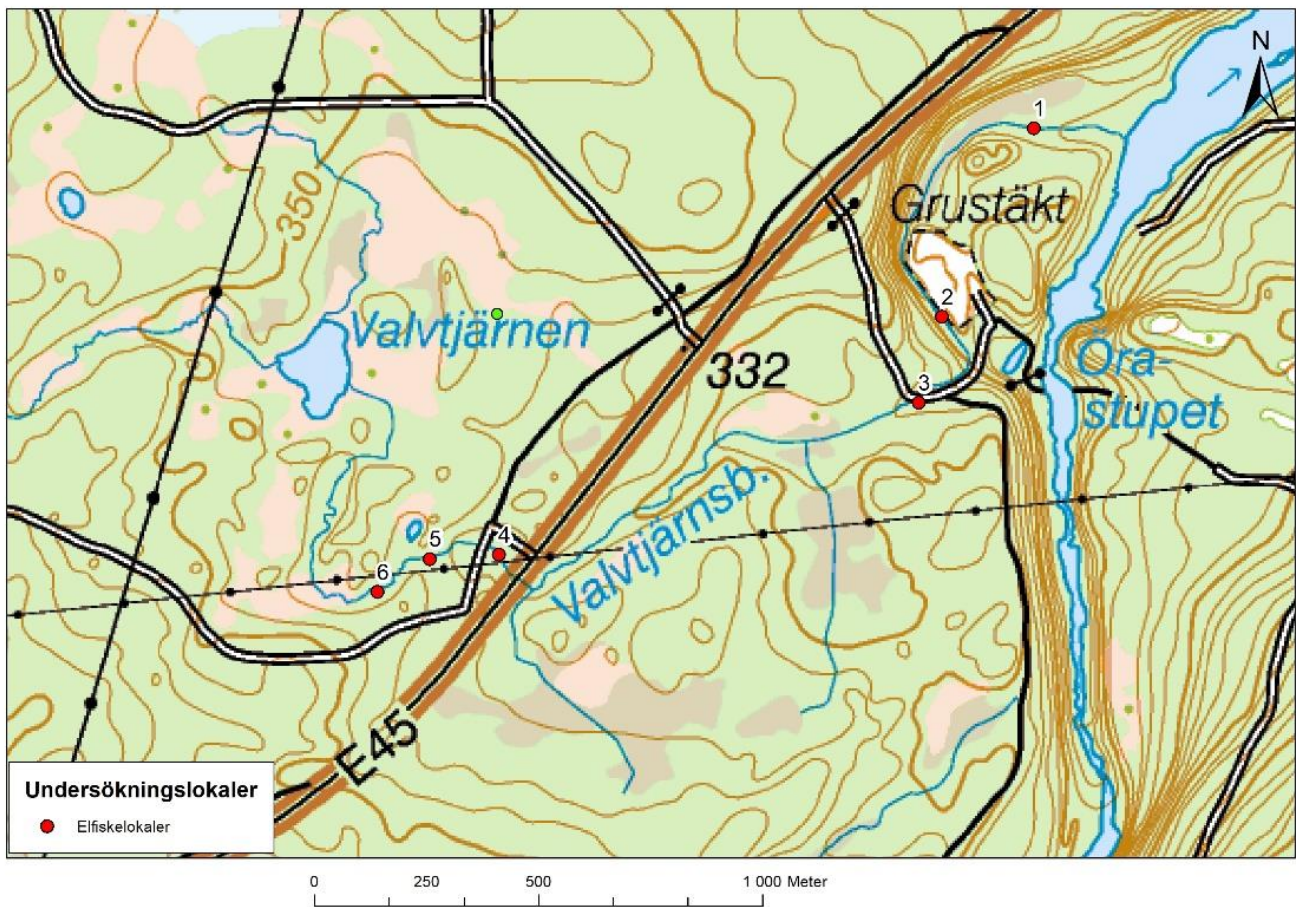 N
1
Grustäkt
350
2
Valvtjärnen
332
Öra-
stupet
3
Valvtjärnsb.
4
5
6
E45
Undersökningslokaler
Elfiskelokaler
0 250 500 1 000 Meter